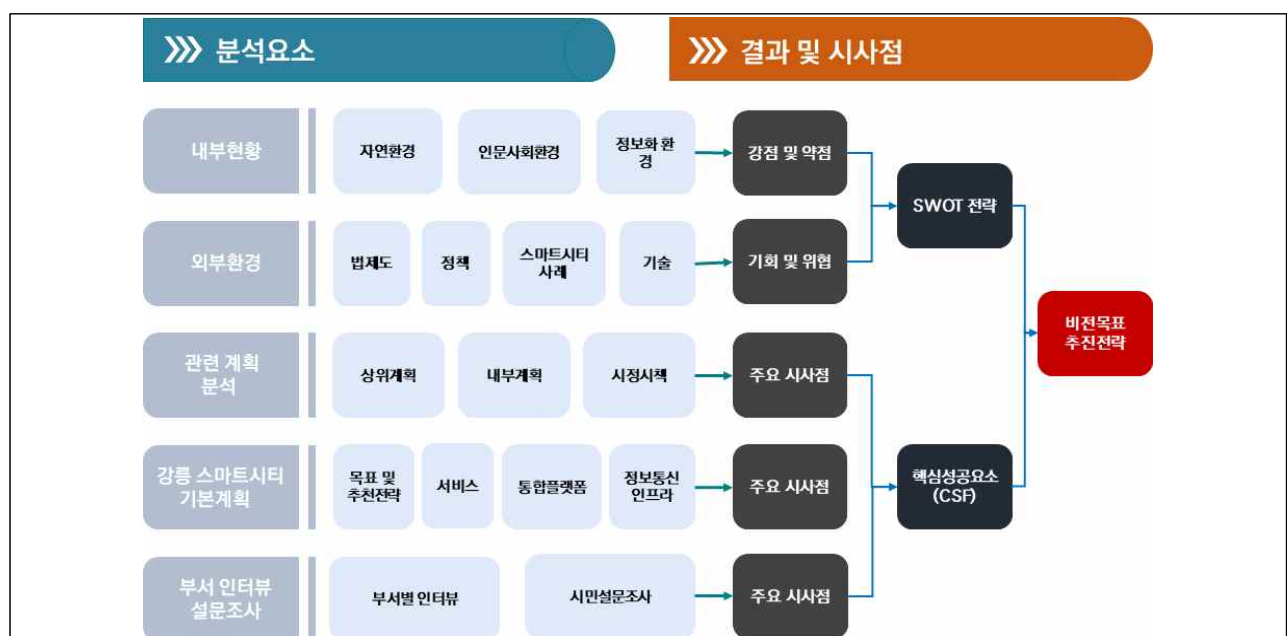 》》 분석요소
》》 결과 및 시사점
내부현황
자연환경
인문사회환경
정보화 환
경
강점 및 약점
SWOT 전략
외부환경
법제도
정책
스마트시티
사례
기술
기회 및 위협
비전목표
추진전략
관련 계획
분석
상위계획
내부계획
시정시책
주요 시사점
강릉 스마트시티
기본계획
목표 및
추천전략
서비스
통합플랫폼
정보통신
인프라
주요 시사점
핵심성공요소
(CSF)
부서 인터뷰
설문조사
부서별 인터뷰
시민설문조사
주요 시사점